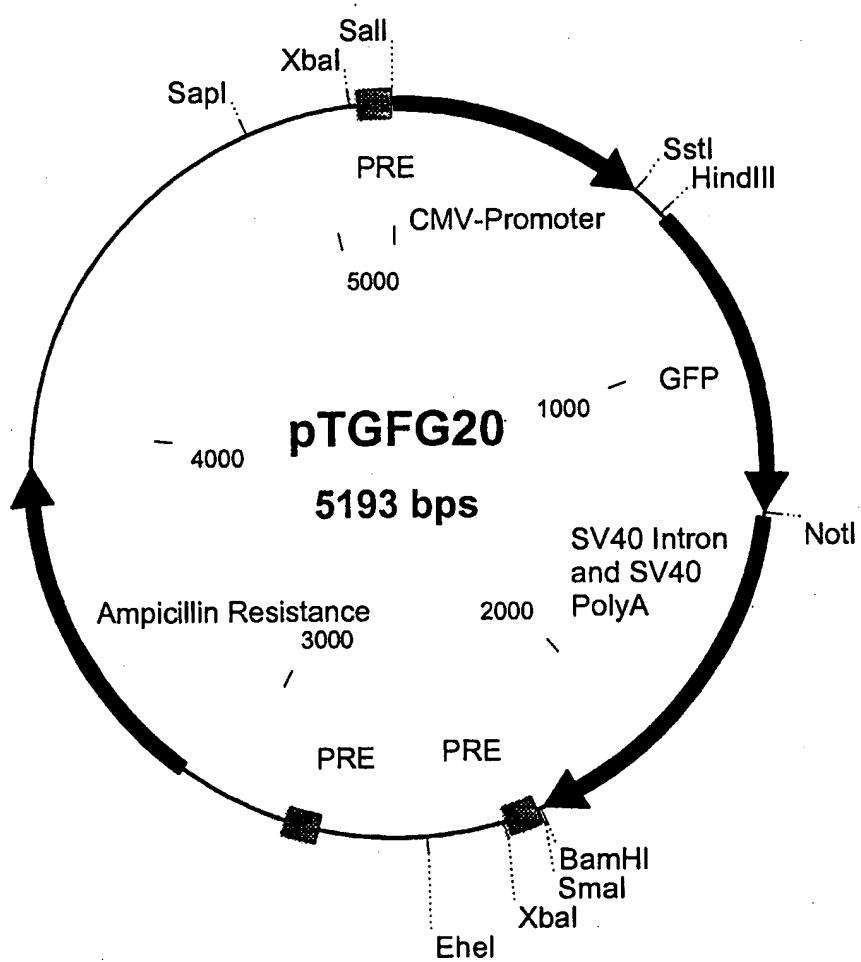 SalI
XbaI
SapI
PRE
SstI
HindIII
CMV-Promoter
5000
GFP
1000
pTGFG20
4000
5193 bps
NotI
SV40 Intron
and SV40
PolyA
2000
Ampicillin Resistance
3000
PRE
PRE
BamHI
SmaI
XbaI
EheI